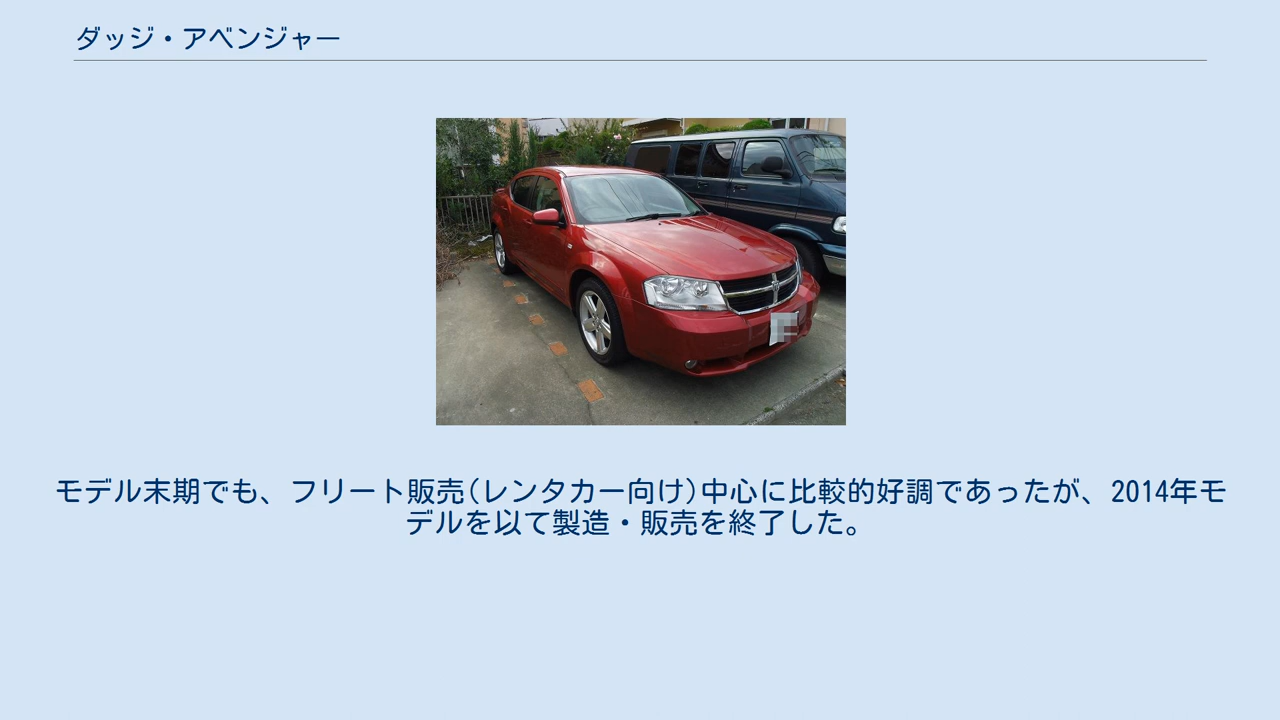 ダッジ・アベンジャー
モデル末期でも、フリート販売(レンタカー向け)中心に比較的好調であったが、2014年モ
デルを以て製造・販売を終了した。